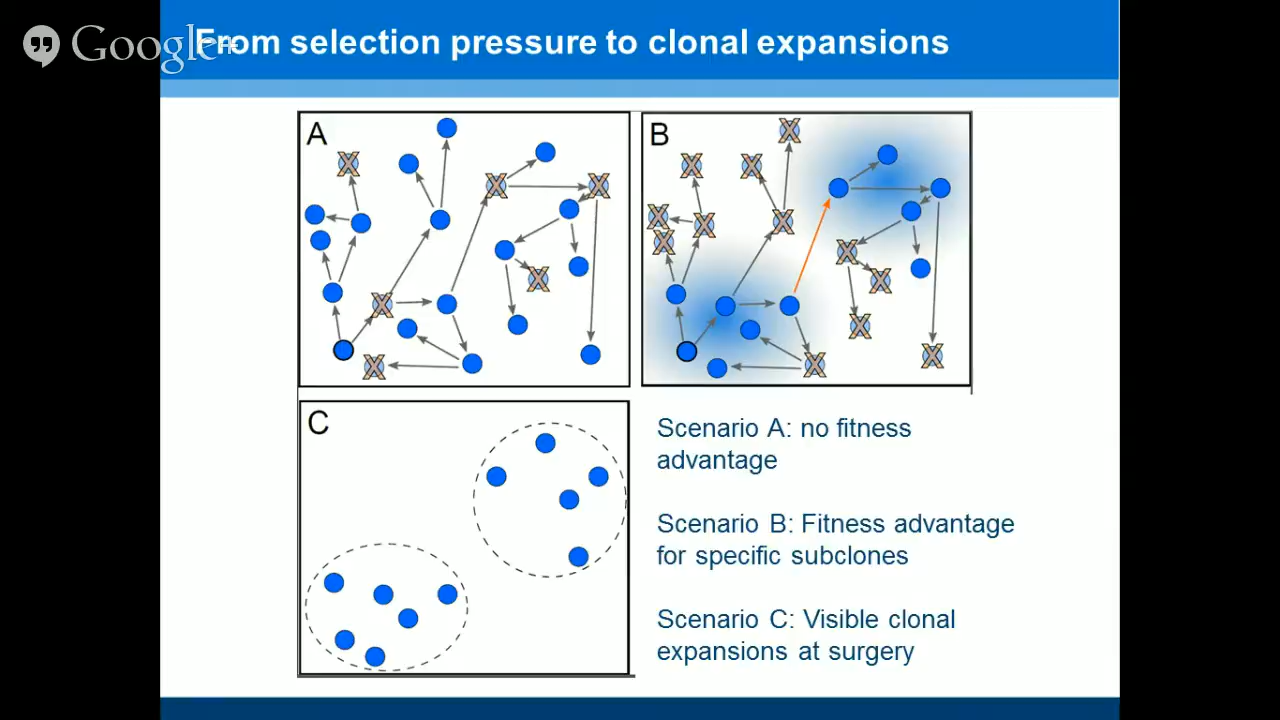 Google+
From selection pressure to clonal expansions
A
B
C
Scenario A: no fitness
advantage
Scenario B: Fitness advantage
for specific subclones
Scenario C: Visible clonal
expansions at surgery